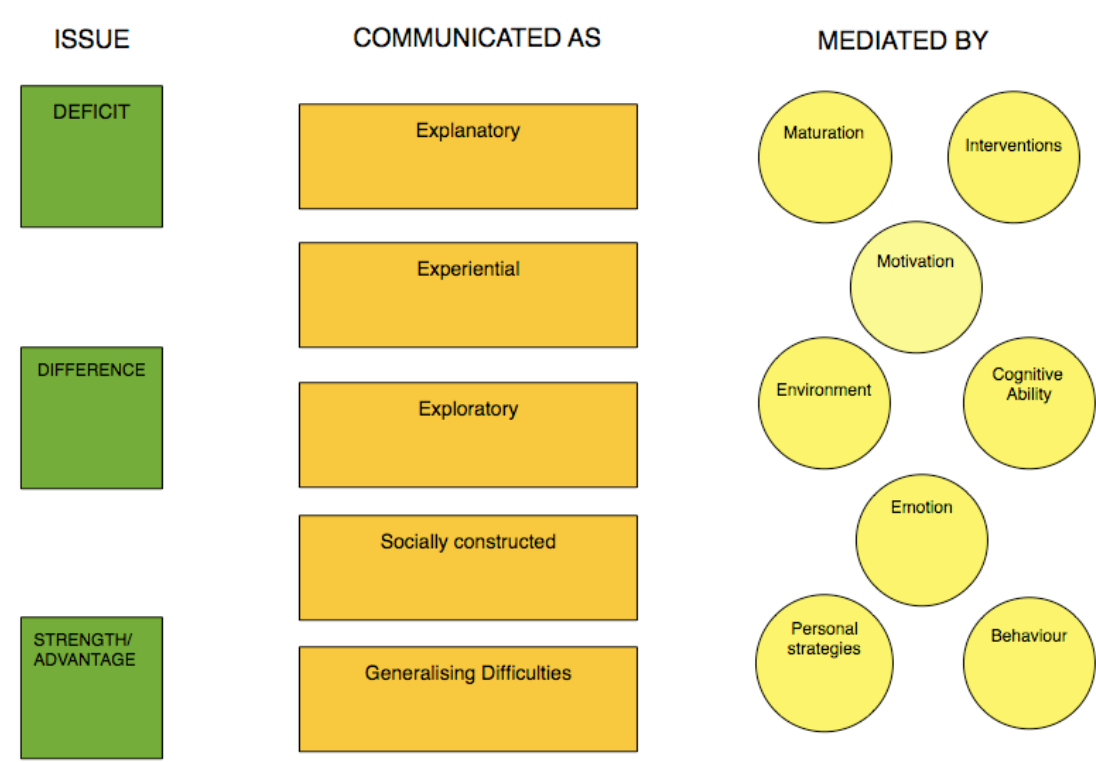 ISSUE
COMMUNICATED AS
MEDIATED BY
DEFICIT
DIFFERENCE
STRENGTH/
ADVANTAGE
Explanatory
Experiential
Exploratory
Socially constructed
Generalising Difficulties
Maturation
Interventions
Motivation
Environment
Cognitive
Ability
Emotion
Personal
strategies
Behaviour